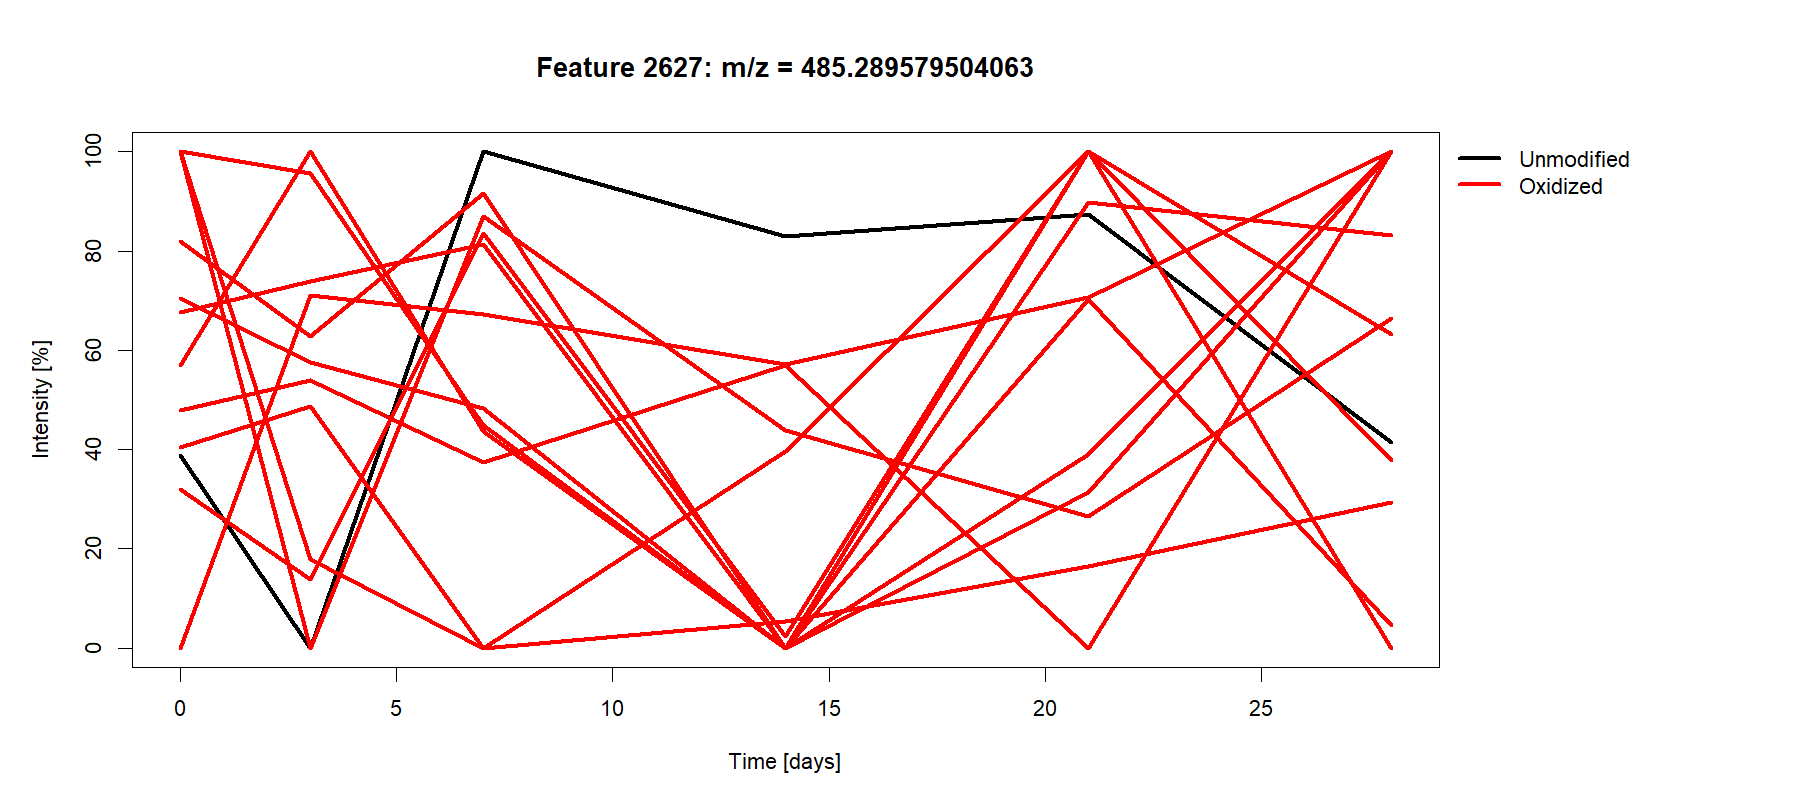 Feature 2627: m/z = 485.289579504063
Unmodified
Oxidized
Intensity [%]
100
80
60
40
20
0
0 5 10 15 20 25
Time [days]